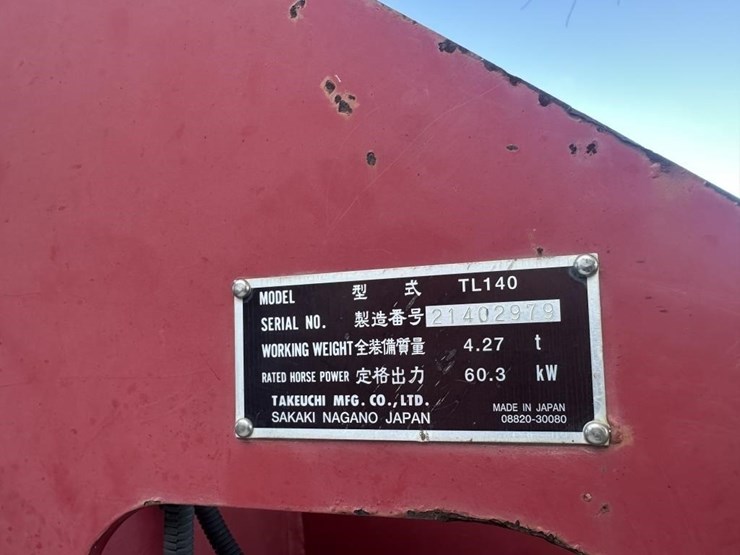 MODEL 型式 TL140
SERIAL NO. 製造番号 21402979
WORKING WEIGHT 全装備質量 4.27 t
RATED HORSE POWER 定格出力 60.3 kW
TAKEUCHI MFG. CO., LTD.
SAKAKI NAGANO JAPAN
MADE IN JAPAN
08820-30080